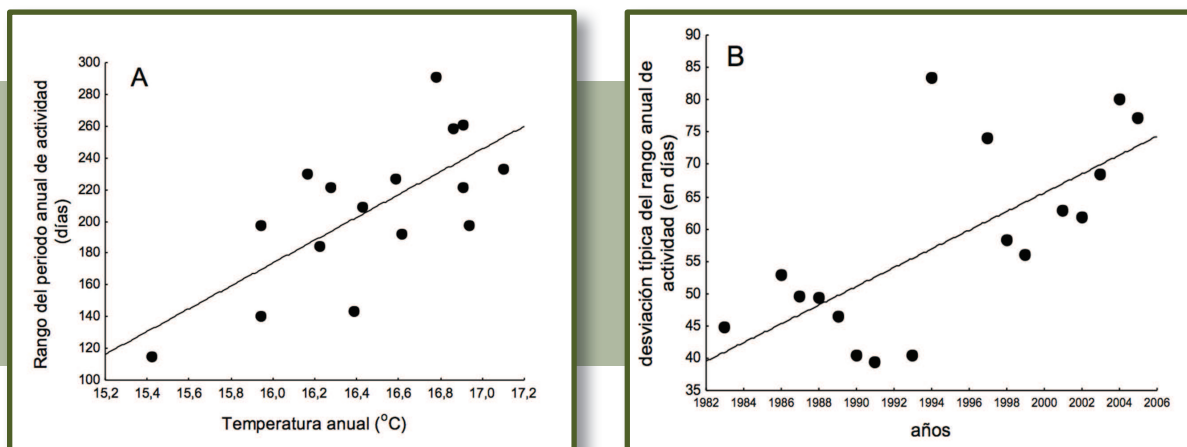 A
Rango del periodo anual de actividad
(días)
300
280
260
240
220
200
180
160
140
120
100
15,2 15,4 15,6 15,8 16,0 16,2 16,4 16,6 16,8 17,0 17,2
Temperatura anual (°C)
B
desviación típica del rango anual de
actividad (en días)
90
85
80
75
70
65
60
55
50
45
40
35
1982 1984 1986 1988 1990 1992 1994 1996 1998 2000 2002 2004 2006
años